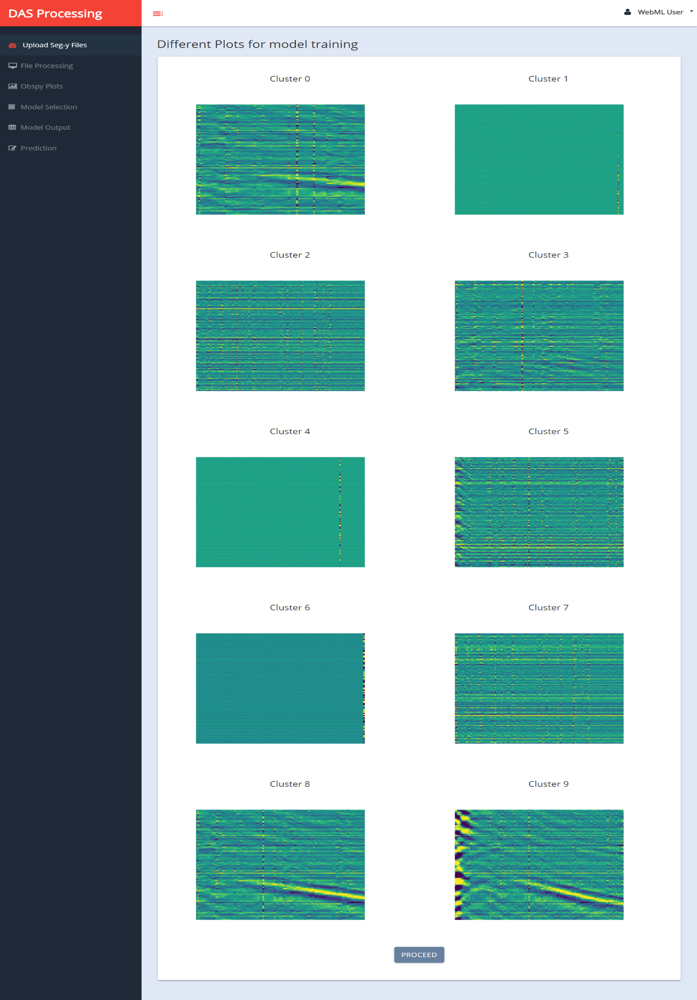 DAS Processing
WebML User
Upload Seg-y Files
File Processing
Obspy Plots
Model Selection
Model Output
Prediction
Different Plots for model training
Cluster 0
Cluster 1
Cluster 2
Cluster 3
Cluster 4
Cluster 5
Cluster 6
Cluster 7
Cluster 8
Cluster 9
PROCEED